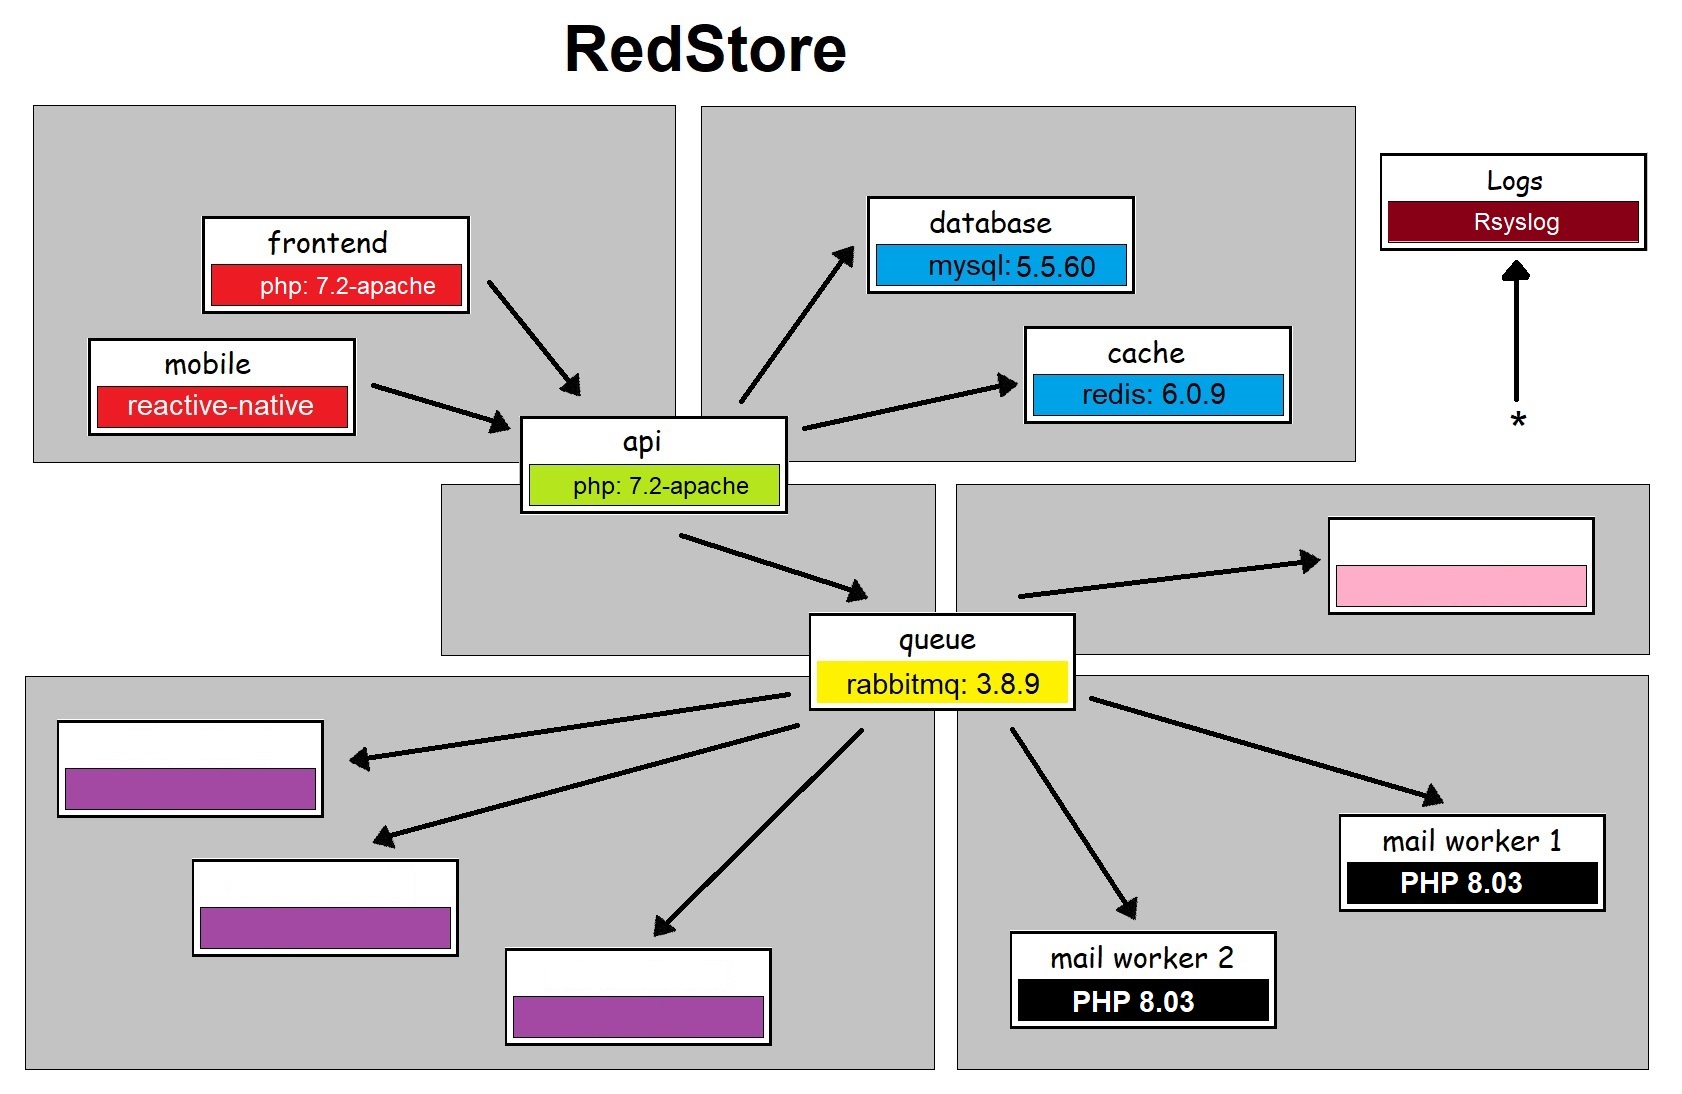 RedStore
frontend
php: 7.2-apache
mobile
reactive-native
database
mysql: 5.5.60
cache
redis: 6.0.9
Logs
Rsyslog
*
api
php: 7.2-apache
queue
rabbitmq: 3.8.9
mail worker 1
PHP 8.03
mail worker 2
PHP 8.03